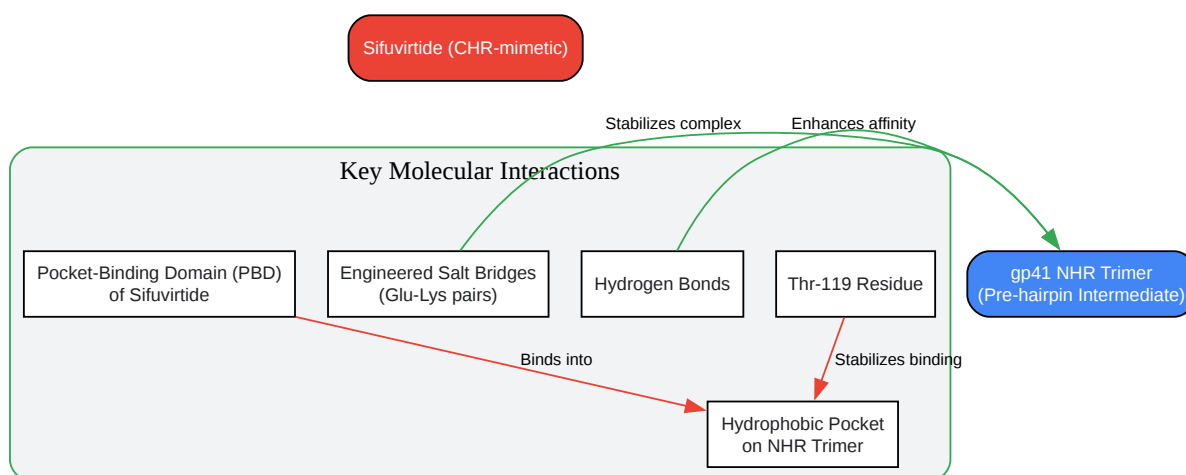 Sifuvirtide (CHR-mimetic)
Stabilizes complex
Enhances affinity
Key Molecular Interactions
Pocket-Binding Domain (PBD)
of Sifuvirtide
Engineered Salt Bridges
(Glu-Lys pairs)
Hydrogen Bonds
Thr-119 Residue
gp41 NHR Trimer
(Pre-hairpin Intermediate)
Binds into
Stabilizes binding
Hydrophobic Pocket
on NHR Trimer